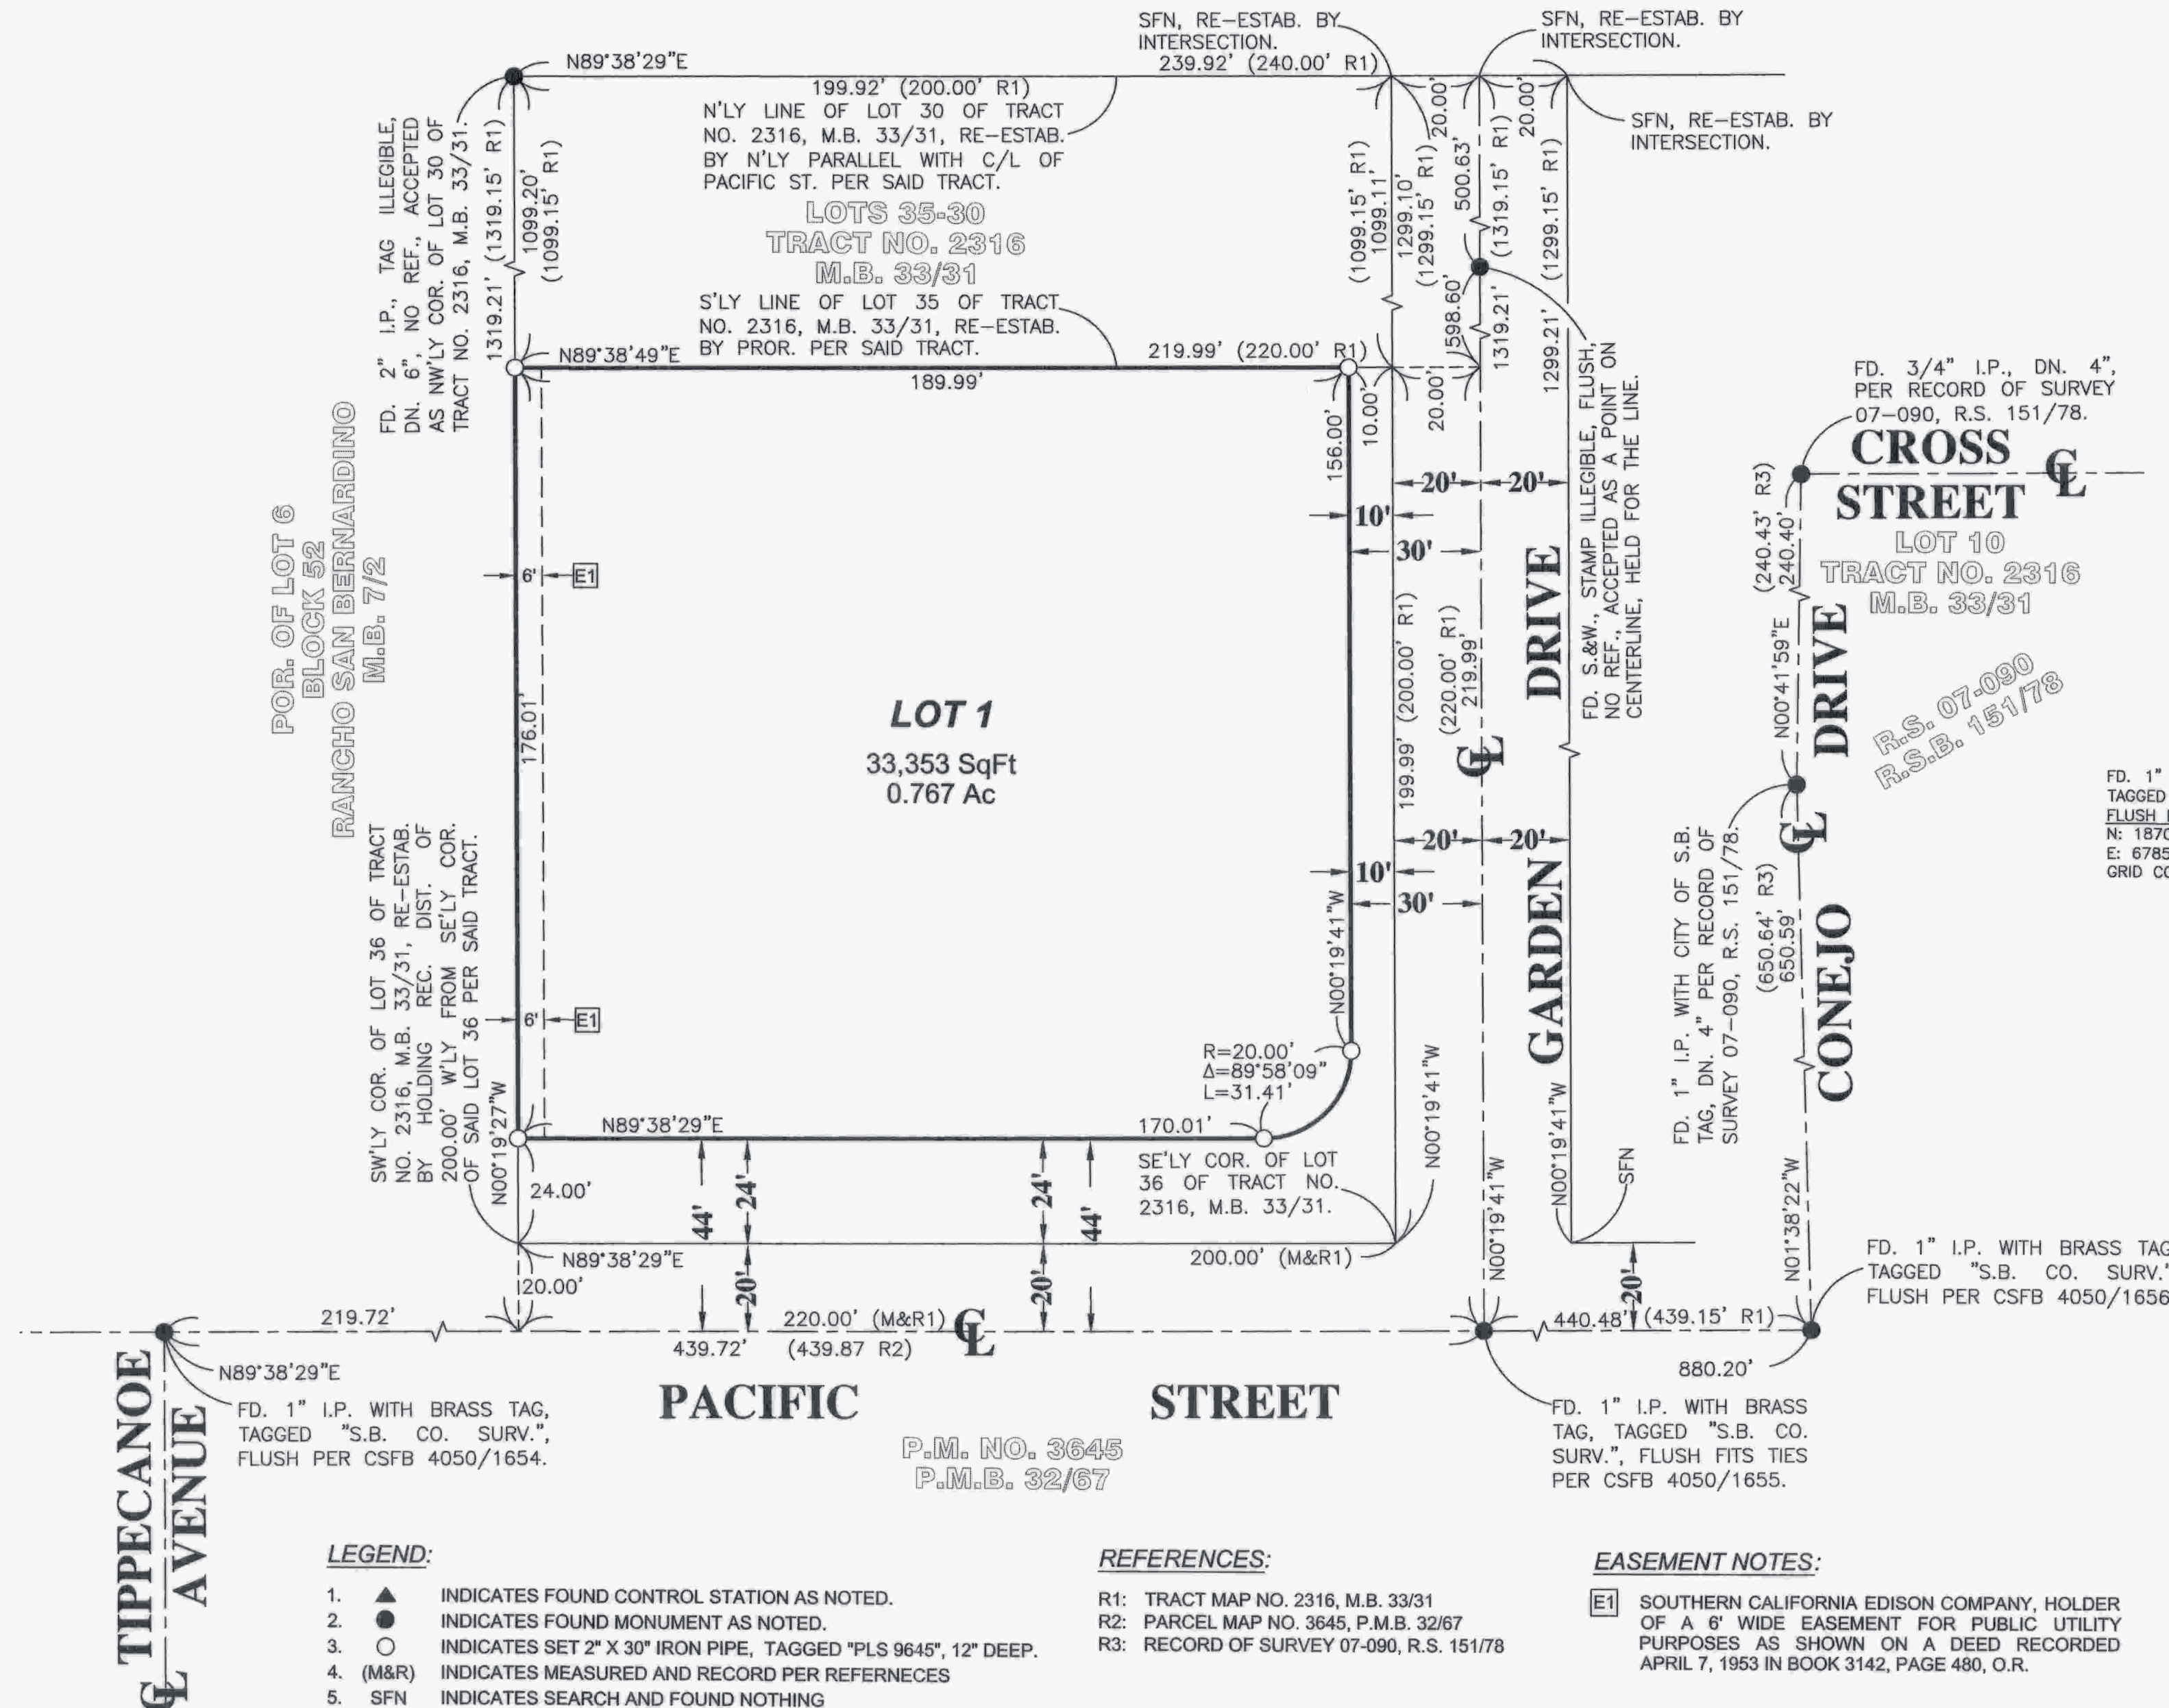 SFN, RE-ESTAB. BY
INTERSECTION.
SFN, RE-ESTAB. BY
INTERSECTION.
SFN, RE-ESTAB. BY
INTERSECTION.
N89°38'29"E
239.92' (240.00' R1)
199.92' (200.00' R1)
N'LY LINE OF LOT 30 OF TRACT
NO. 2316, M.B. 33/31, RE-ESTAB.
BY N'LY PARALLEL WITH C/L OF
PACIFIC ST. PER SAID TRACT.
LOTS 35-30
TRACT NO. 2316
M.B. 33/31
S'LY LINE OF LOT 35 OF TRACT
NO. 2316, M.B. 33/31, RE-ESTAB.
BY PROR. PER SAID TRACT.
FD. 2" I.P., TAG ILLEGIBLE,
DN. 6", NO REF., ACCEPTED
AS NW'LY COR. OF LOT 30 OF
TRACT NO. 2316, M.B. 33/31.
1319.21' (1319.15' R1)
1099.20'
(1099.15' R1)
(1099.15' R1)
1099.11'
1299.10'
(1299.15' R1)
20.00'
500.63'
(1319.15' R1)
20.00'
(1299.15' R1)
598.60'
1319.21'
1299.21'
N89°38'49"E
219.99' (220.00' R1)
189.99'
156.00'
10.00'
20.00'
FD. S.&W., STAMP ILLEGIBLE, FLUSH,
NO REF., ACCEPTED AS A POINT ON
CENTERLINE, HELD FOR THE LINE.
FD. 3/4" I.P., DN. 4",
PER RECORD OF SURVEY
07-090, R.S. 151/78.
CROSS
STREET
CL
LOT 10
TRACT NO. 2316
M.B. 33/31
(240.43' R3)
240.40'
N00°41'59"E
R.S. 07-090
R.S.B. 151/78
POR. OF LOT 6
BLOCK 52
RANCHO SAN BERNARDINO
M.B. 7/2
20' 20'
10'
30'
6' E1
176.01'
LOT 1
33,353 SqFt
0.767 Ac
199.99' (200.00' R1)
(220.00' R1)
219.99'
CL
GARDEN DRIVE
CONEJO DRIVE
CL
FD. 1"
TAGGED
FLUSH
N: 1870
E: 6785
GRID
20' 20'
10'
30'
FD. 1" I.P. WITH CITY OF S.B.
TAG, DN. 4" PER RECORD OF
SURVEY 07-090, R.S. 151/78.
(650.64' R3)
650.59'
SW'LY COR. OF LOT 36 OF TRACT
NO. 2316, M.B. 33/31, RE-ESTAB.
BY HOLDING REC. DIST. OF
200.00' W'LY FROM SE'LY COR.
OF SAID LOT 36 PER SAID TRACT.
6' E1
N00°19'41"W
R=20.00'
Δ=89°58'09"
L=31.41'
N00°19'27"W
N89°38'29"E
170.01'
N00°19'41"W
N00°19'41"W
N00°19'41"W
SFN
N01°38'22"W
24.00'
44'
24'
24'
44'
SE'LY COR. OF LOT
36 OF TRACT NO.
2316, M.B. 33/31.
N89°38'29"E
200.00' (M&R1)
20.00'
20'
20'
20'
FD. 1" I.P. WITH BRASS TAG
TAGGED "S.B. CO. SURV."
FLUSH PER CSFB 4050/1656
219.72'
220.00' (M&R1)
CL
439.72' (439.87 R2)
440.48' (439.15' R1)
880.20'
N89°38'29"E
FD. 1" I.P. WITH BRASS TAG,
TAGGED "S.B. CO. SURV.",
FLUSH PER CSFB 4050/1654.
PACIFIC STREET
FD. 1" I.P. WITH BRASS
TAG, TAGGED "S.B. CO.
SURV.", FLUSH FITS TIES
PER CSFB 4050/1655.
P.M. NO. 3645
P.M.B. 32/67
TIPPECANOE
AVENUE
CL
LEGEND:
1. ▲ INDICATES FOUND CONTROL STATION AS NOTED.
2. ● INDICATES FOUND MONUMENT AS NOTED.
3. ○ INDICATES SET 2" X 30" IRON PIPE, TAGGED "PLS 9645", 12" DEEP.
4. (M&R) INDICATES MEASURED AND RECORD PER REFERNECES
5. SFN INDICATES SEARCH AND FOUND NOTHING
REFERENCES:
R1: TRACT MAP NO. 2316, M.B. 33/31
R2: PARCEL MAP NO. 3645, P.M.B. 32/67
R3: RECORD OF SURVEY 07-090, R.S. 151/78
EASEMENT NOTES:
E1 SOUTHERN CALIFORNIA EDISON COMPANY, HOLDER
OF A 6' WIDE EASEMENT FOR PUBLIC UTILITY
PURPOSES AS SHOWN ON A DEED RECORDED
APRIL 7, 1953 IN BOOK 3142, PAGE 480, O.R.